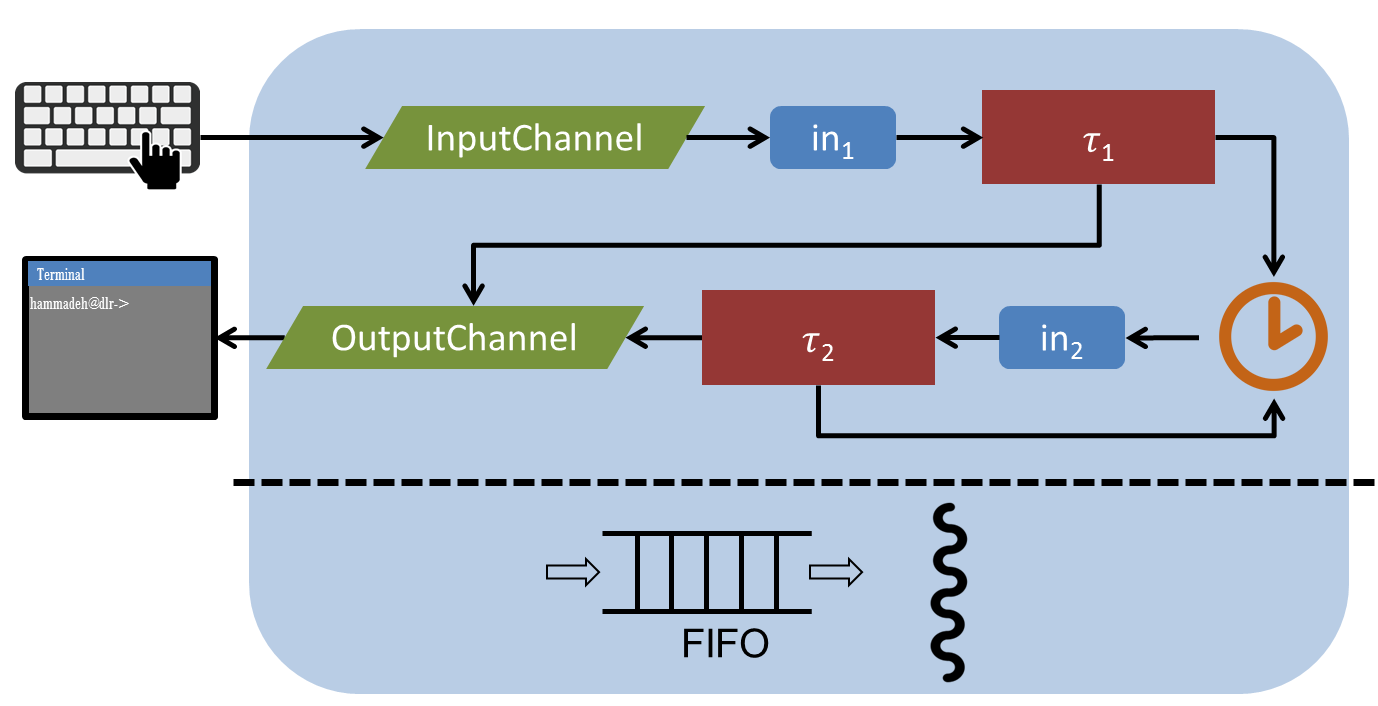 InputChannel
in₁
τ₁
Terminal
hammadeh@dlr->
OutputChannel
τ₂
in₂
FIFO